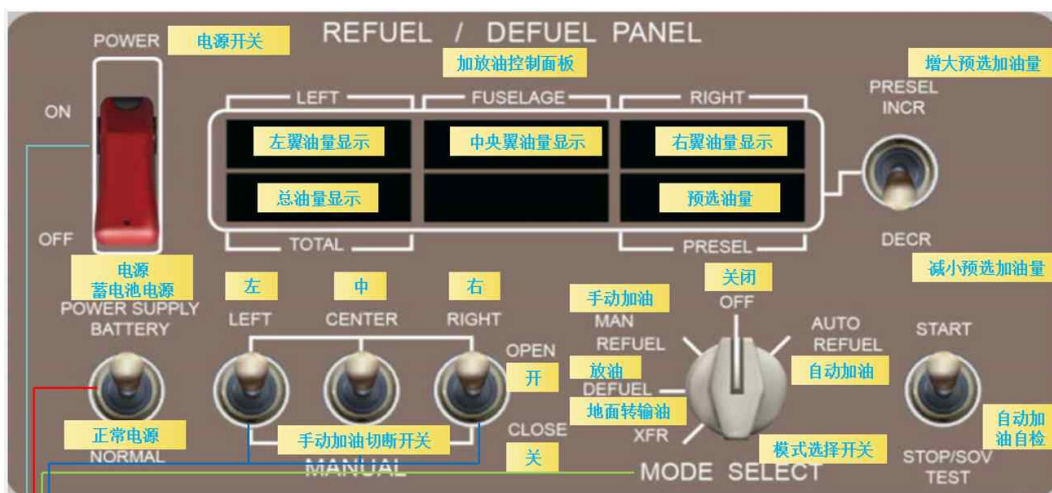 POWER
电源开关
REFUEL / DEFUEL PANEL
加放油控制面板
增大预选加油量
PRESEL
INCR
ON
LEFT
FUSELAGE
RIGHT
左翼油量显示
中央翼油量显示
右翼油量显示
总油量显示
预选油量
OFF
TOTAL
PRESEL
DECR
减小预选加油量
电源
蓄电池电源
POWER SUPPLY
BATTERY
左
中
右
LEFT
CENTER
RIGHT
手动加油
关闭
OFF
MAN
REFUEL
AUTO
REFUEL
自动加油
START
OPEN
开
放油
DEFUEL
地面转输油
XFR
正常电源
NORMAL
手动加油切断开关
MANUAL
CLOSE
关
模式选择开关
MODE SELECT
自动加
油自检
STOP/SOV
TEST